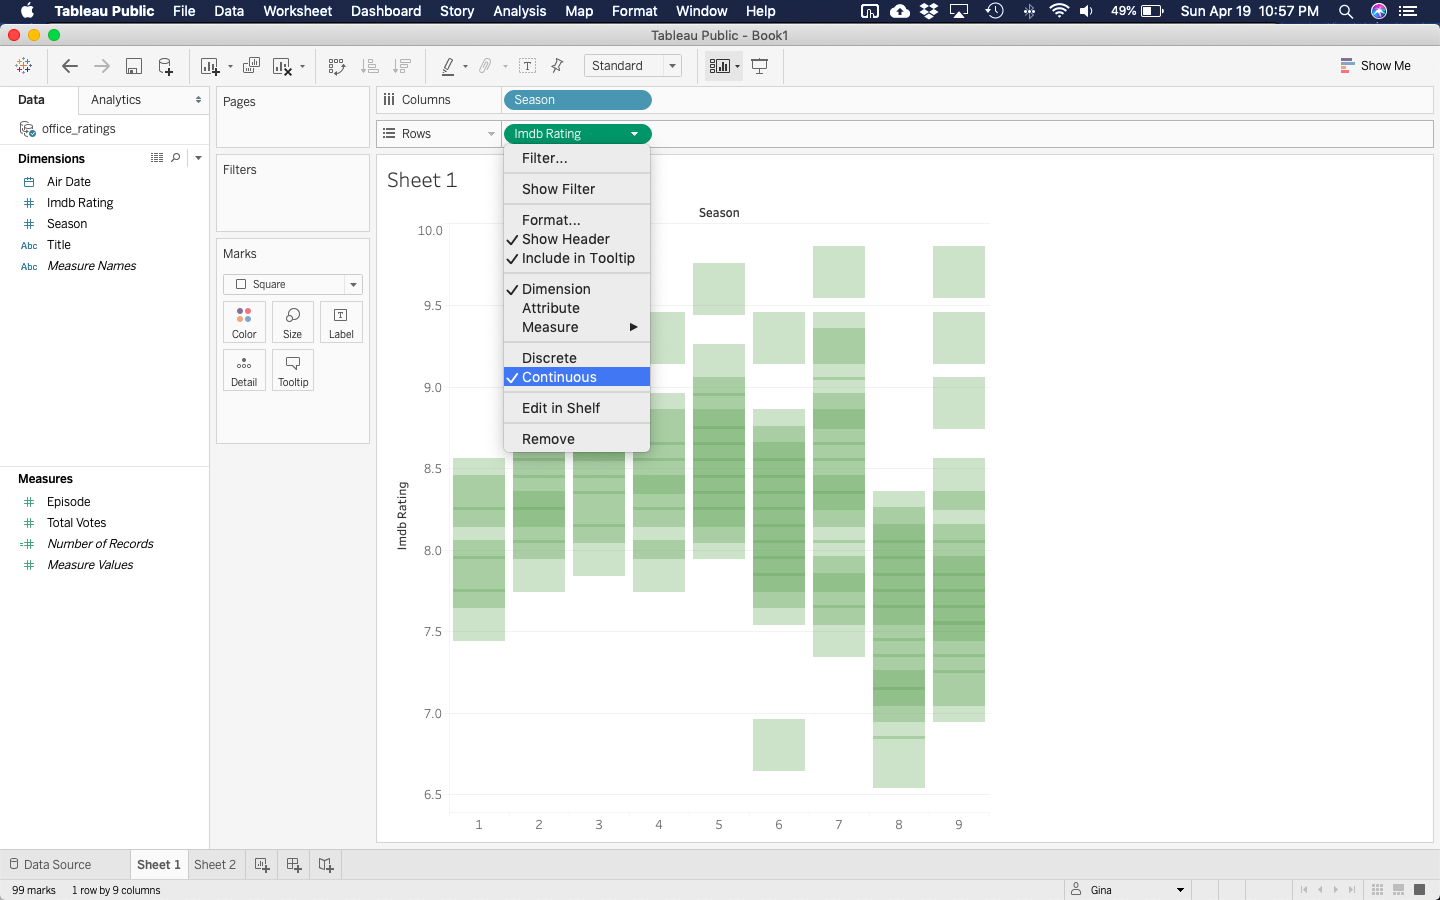 Tableau Public File Data Worksheet Dashboard Story Analysis Map Format Window Help 49% Sun Apr 19 10:57 PM
Tableau Public - Book1
Standard Show Me
Data Analytics
office_ratings
Dimensions
Air Date
Imdb Rating
Season
Abc Title
Abc Measure Names
Measures
Episode
Total Votes
Number of Records
Measure Values
Pages
Filters
Marks
Square
Color Size Label
Detail Tooltip
Columns Season
Rows Imdb Rating
Filter...
Show Filter
Format...
Show Header
Include in Tooltip
Dimension
Attribute
Measure
Discrete
Continuous
Edit in Shelf
Remove
Sheet 1
Season
Imdb Rating
10.0
9.5
9.0
8.5
8.0
7.5
7.0
6.5
1 2 3 4 5 6 7 8 9
Data Source Sheet 1 Sheet 2
99 marks 1 row by 9 columns Gina